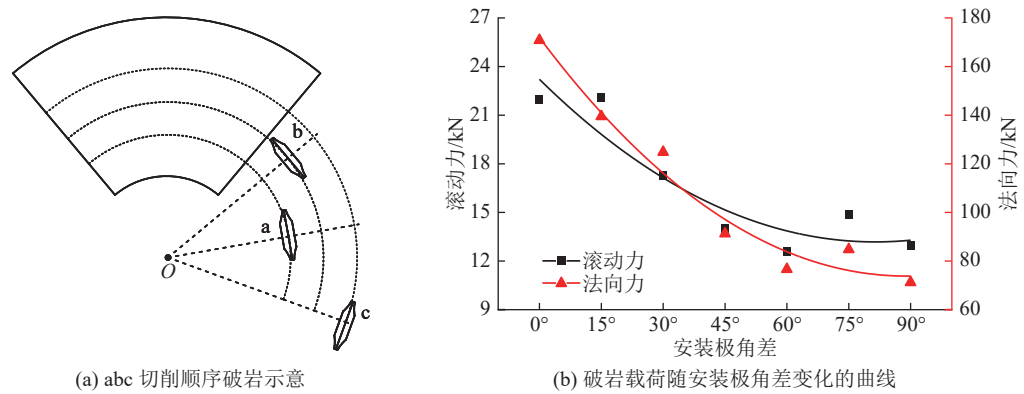 b
a
O
c
(a) abc 切削顺序破岩示意
27
24
21
18
15
12
9
滚动力/kN
180
160
140
120
100
80
60
法向力/kN
滚动力
法向力
0° 15° 30° 45° 60° 75° 90°
安装极角差
(b) 破岩载荷随安装极角差变化的曲线